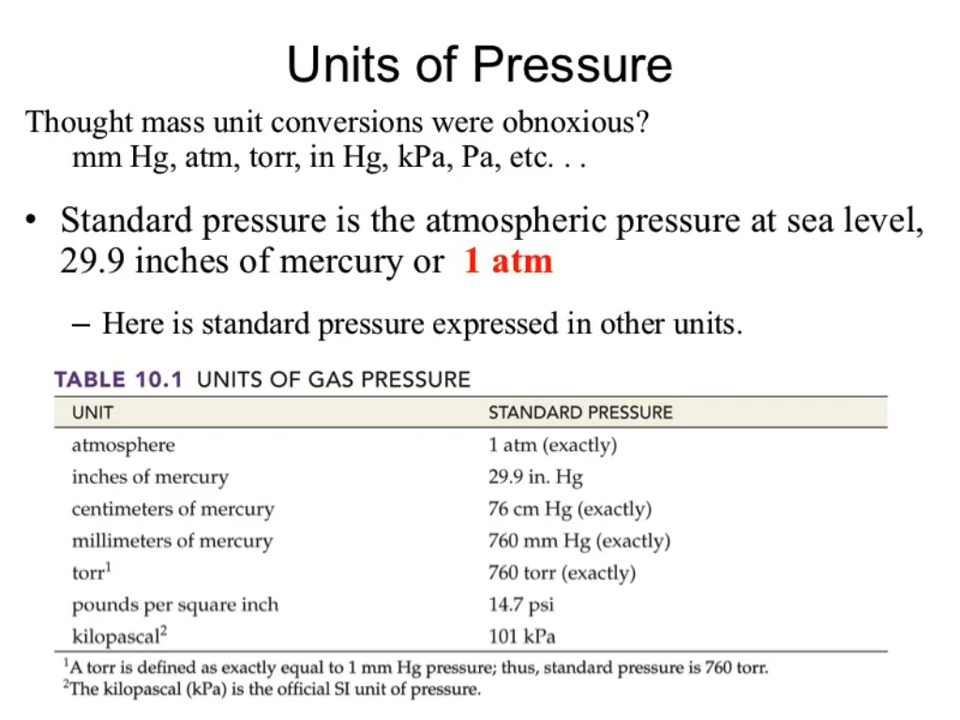 Units of Pressure
Thought mass unit conversions were obnoxious?
mm Hg, atm, torr, in Hg, kPa, Pa, etc. . .
• Standard pressure is the atmospheric pressure at sea level,
29.9 inches of mercury or 1 atm
– Here is standard pressure expressed in other units.
TABLE 10.1 UNITS OF GAS PRESSURE
UNIT STANDARD PRESSURE
atmosphere 1 atm (exactly)
inches of mercury 29.9 in. Hg
centimeters of mercury 76 cm Hg (exactly)
millimeters of mercury 760 mm Hg (exactly)
torr¹ 760 torr (exactly)
pounds per square inch 14.7 psi
kilopascal² 101 kPa
¹A torr is defined as exactly equal to 1 mm Hg pressure; thus, standard pressure is 760 torr.
²The kilopascal (kPa) is the official SI unit of pressure.